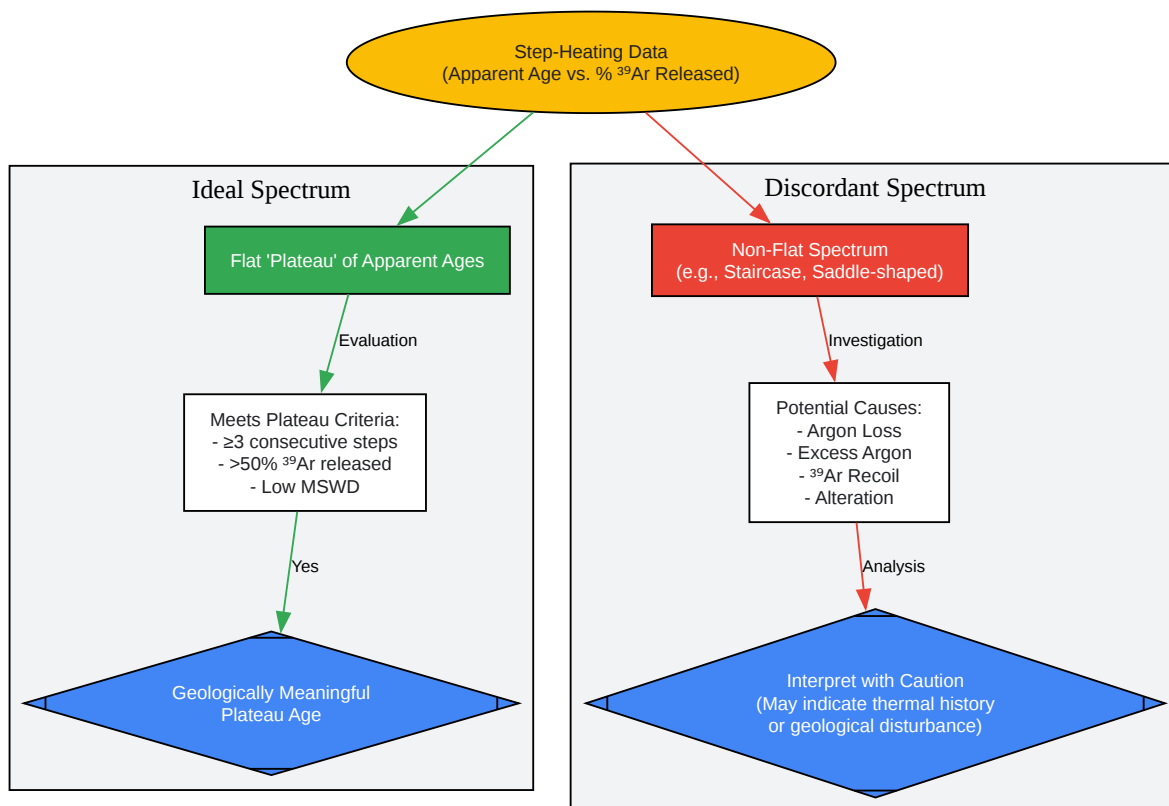 Step-Heating Data
(Apparent Age vs. % ³⁹Ar Released)
Ideal Spectrum
Flat 'Plateau' of Apparent Ages
Evaluation
Meets Plateau Criteria:
- ≥3 consecutive steps
- >50% ³⁹Ar released
- Low MSWD
Yes
Geologically Meaningful
Plateau Age
Discordant Spectrum
Non-Flat Spectrum
(e.g., Staircase, Saddle-shaped)
Investigation
Potential Causes:
- Argon Loss
- Excess Argon
- ³⁹Ar Recoil
- Alteration
Analysis
Interpret with Caution
(May indicate thermal history
or geological disturbance)